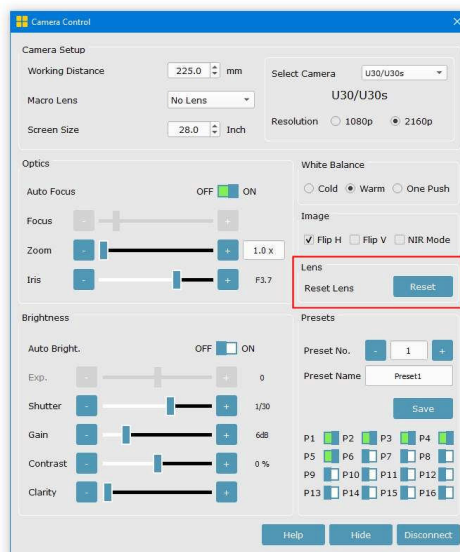 Camera Control
Camera Setup
Working Distance 225.0 mm
Macro Lens No Lens
Screen Size 28.0 Inch
Select Camera U30/U30s
U30/U30s
Resolution 1080p 2160p
Optics
Auto Focus OFF ON
Focus - +
Zoom - + 1.0 x
Iris - + F3.7
White Balance
Cold Warm One Push
Image
Flip H Flip V NIR Mode
Lens
Reset Lens Reset
Brightness
Auto Bright. OFF ON
Exp. - + 0
Shutter - + 1/30
Gain - + 6dB
Contrast - + 0 %
Clarity - +
Presets
Preset No. - 1 +
Preset Name Preset1
Save
P1 P2 P3 P4
P5 P6 P7 P8
P9 P10 P11 P12
P13 P14 P15 P16
Help Hide Disconnect